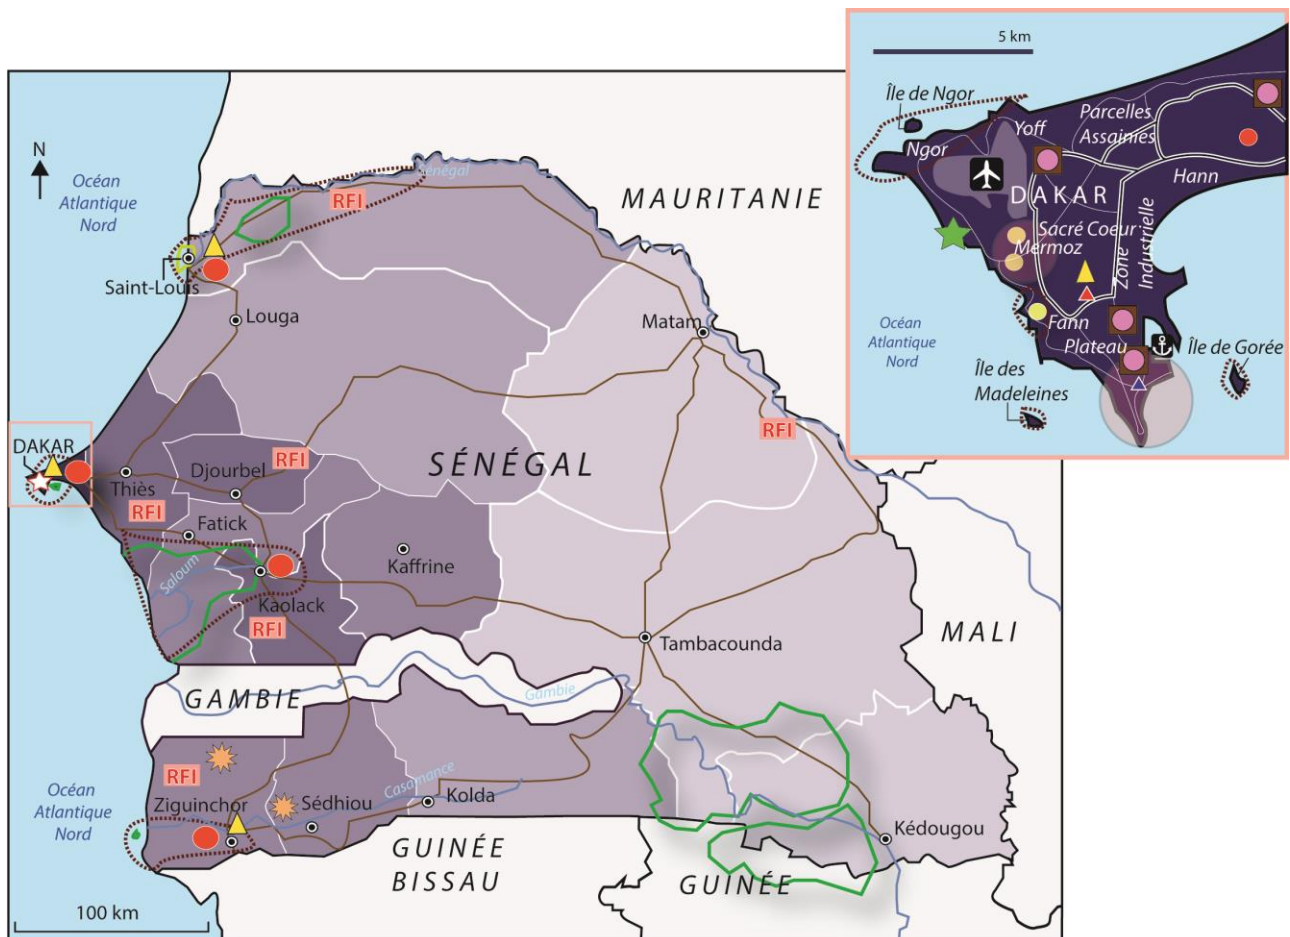 N
Océan
Atlantique
Nord
Sénégal
RFI
MAURITANIE
Saint-Louis
Louga
Matam
RFI
DAKAR
Thiès
Djourbel
RFI
SÉNÉGAL
RFI
Fatick
Kaffrine
Saloum
Kaolack
RFI
Tambacounda
MALI
GAMBIE
Gambie
RFI
Océan
Atlantique
Nord
Ziguinchor
Sédhiou
Casamance
Kolda
Kédougou
GUINÉE
BISSAU
GUINÉE
100 km
5 km
Île de Ngor
Ngor
Yoff
Parcelles
Assainies
Hann
DAKAR
Sacré Coeur
Mermoz
Zone
Industrielle
Fann
Plateau
Océan
Atlantique
Nord
Île des
Madeleines
Île de Gorée